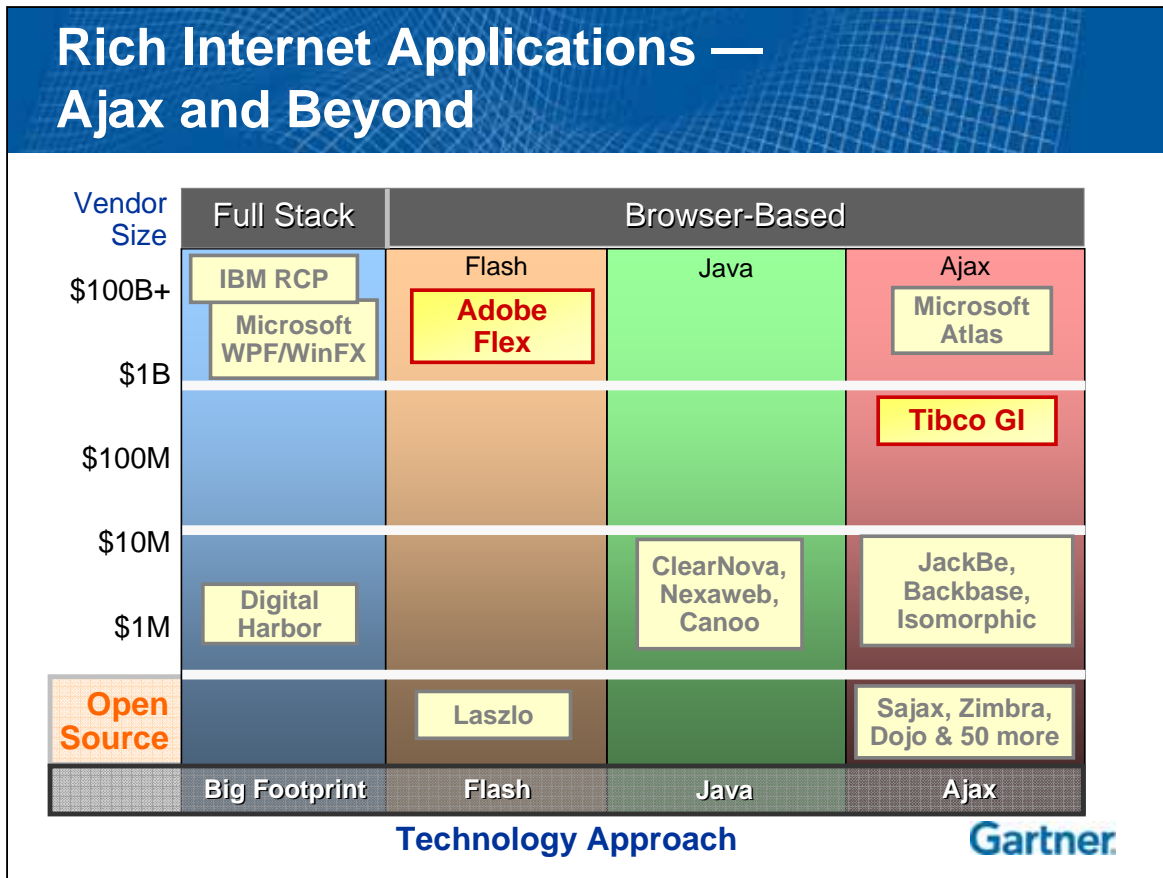 Rich Internet Applications —
Ajax and Beyond
Vendor
Size
Full Stack
Browser-Based
$100B+
$1B
$100M
$10M
$1M
Open
Source
IBM RCP
Microsoft
WPF/WinFX
Digital
Harbor
Flash
Adobe
Flex
Laszlo
Java
ClearNova,
Nexaweb,
Canoo
Ajax
Microsoft
Atlas
Tibco GI
JackBe,
Backbase,
Isomorphic
Sajax, Zimbra,
Dojo & 50 more
Big Footprint
Flash
Java
Ajax
Technology Approach
Gartner.